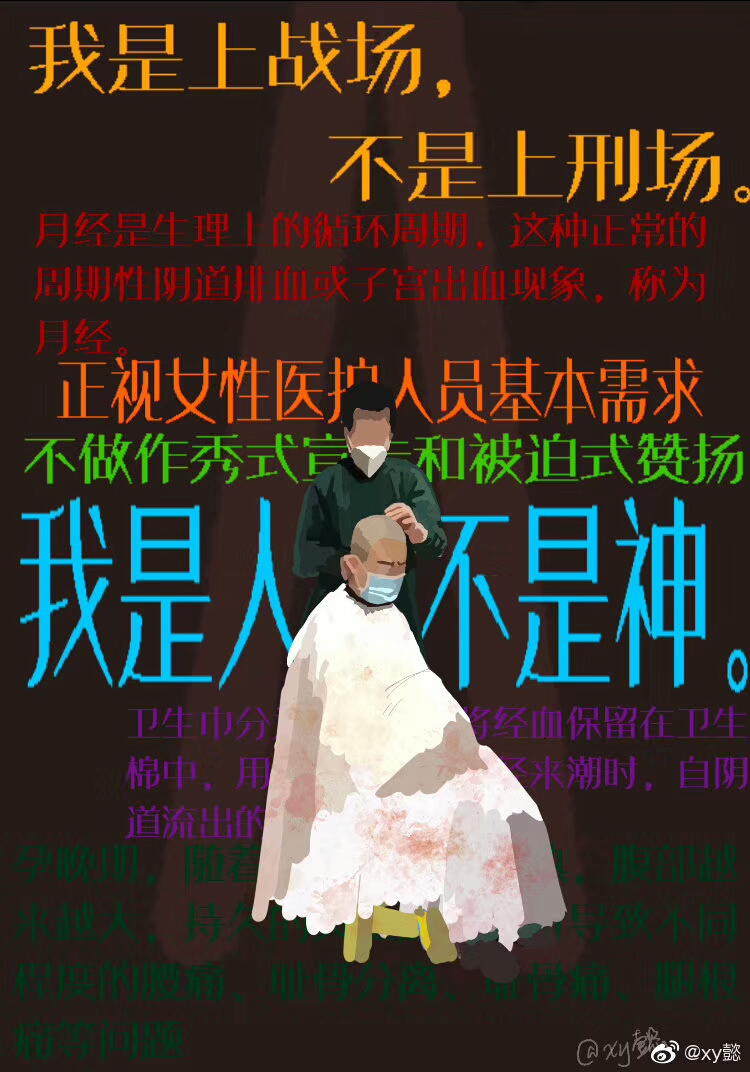 我是上战场，
不是上刑场。
月经是生理上的循环周期，这种正常的
周期性阴道排血或子宫出血现象，称为
月经。
正视女性医护人员基本需求
不做作秀式宣和被迫式赞扬
我是人不是神。
卫生巾分将经血保留在卫生
棉中，用来潮时，自阴
道流出的
孕晚期，随着，腹部越
来越大，持久的导致不同
程度的腰痛、耻骨分离、耻骨痛、腿根
痛等问题
@xy懿
@xy懿